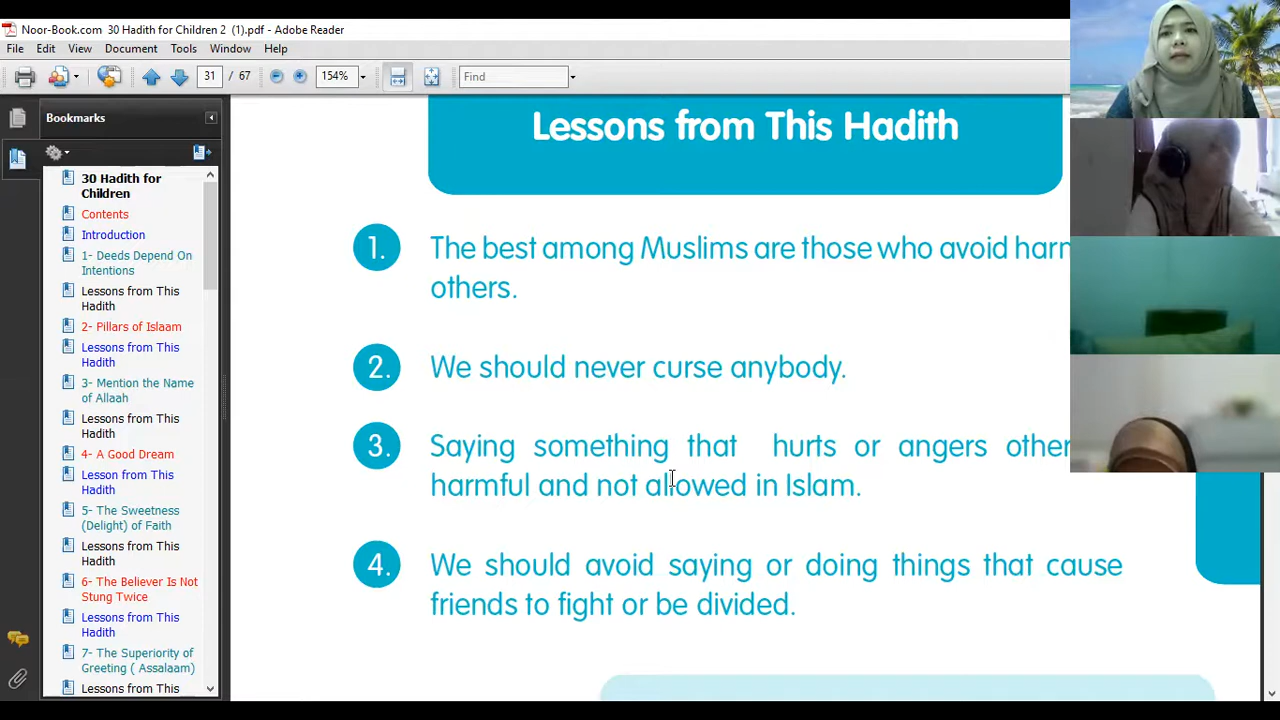 Noor-Book.com 30 Hadith for Children 2 (1).pdf - Adobe Reader
File Edit View Document Tools Window Help
31 / 67 154% Find
Bookmarks
30 Hadith for
Children
Contents
Introduction
1- Deeds Depend On
Intentions
Lessons from This
Hadith
2- Pillars of Islaam
Lessons from This
Hadith
3- Mention the Name
of Allaah
Lessons from This
Hadith
4- A Good Dream
Lesson from This
Hadith
5- The Sweetness
(Delight) of Faith
Lessons from This
Hadith
6- The Believer Is Not
Stung Twice
Lessons from This
Hadith
7- The Superiority of
Greeting ( Assalaam)
Lessons from This
Lessons from This Hadith
1. The best among Muslims are those who avoid harm
others.
2. We should never curse anybody.
3. Saying something that hurts or angers other
harmful and not allowed in Islam.
4. We should avoid saying or doing things that cause
friends to fight or be divided.